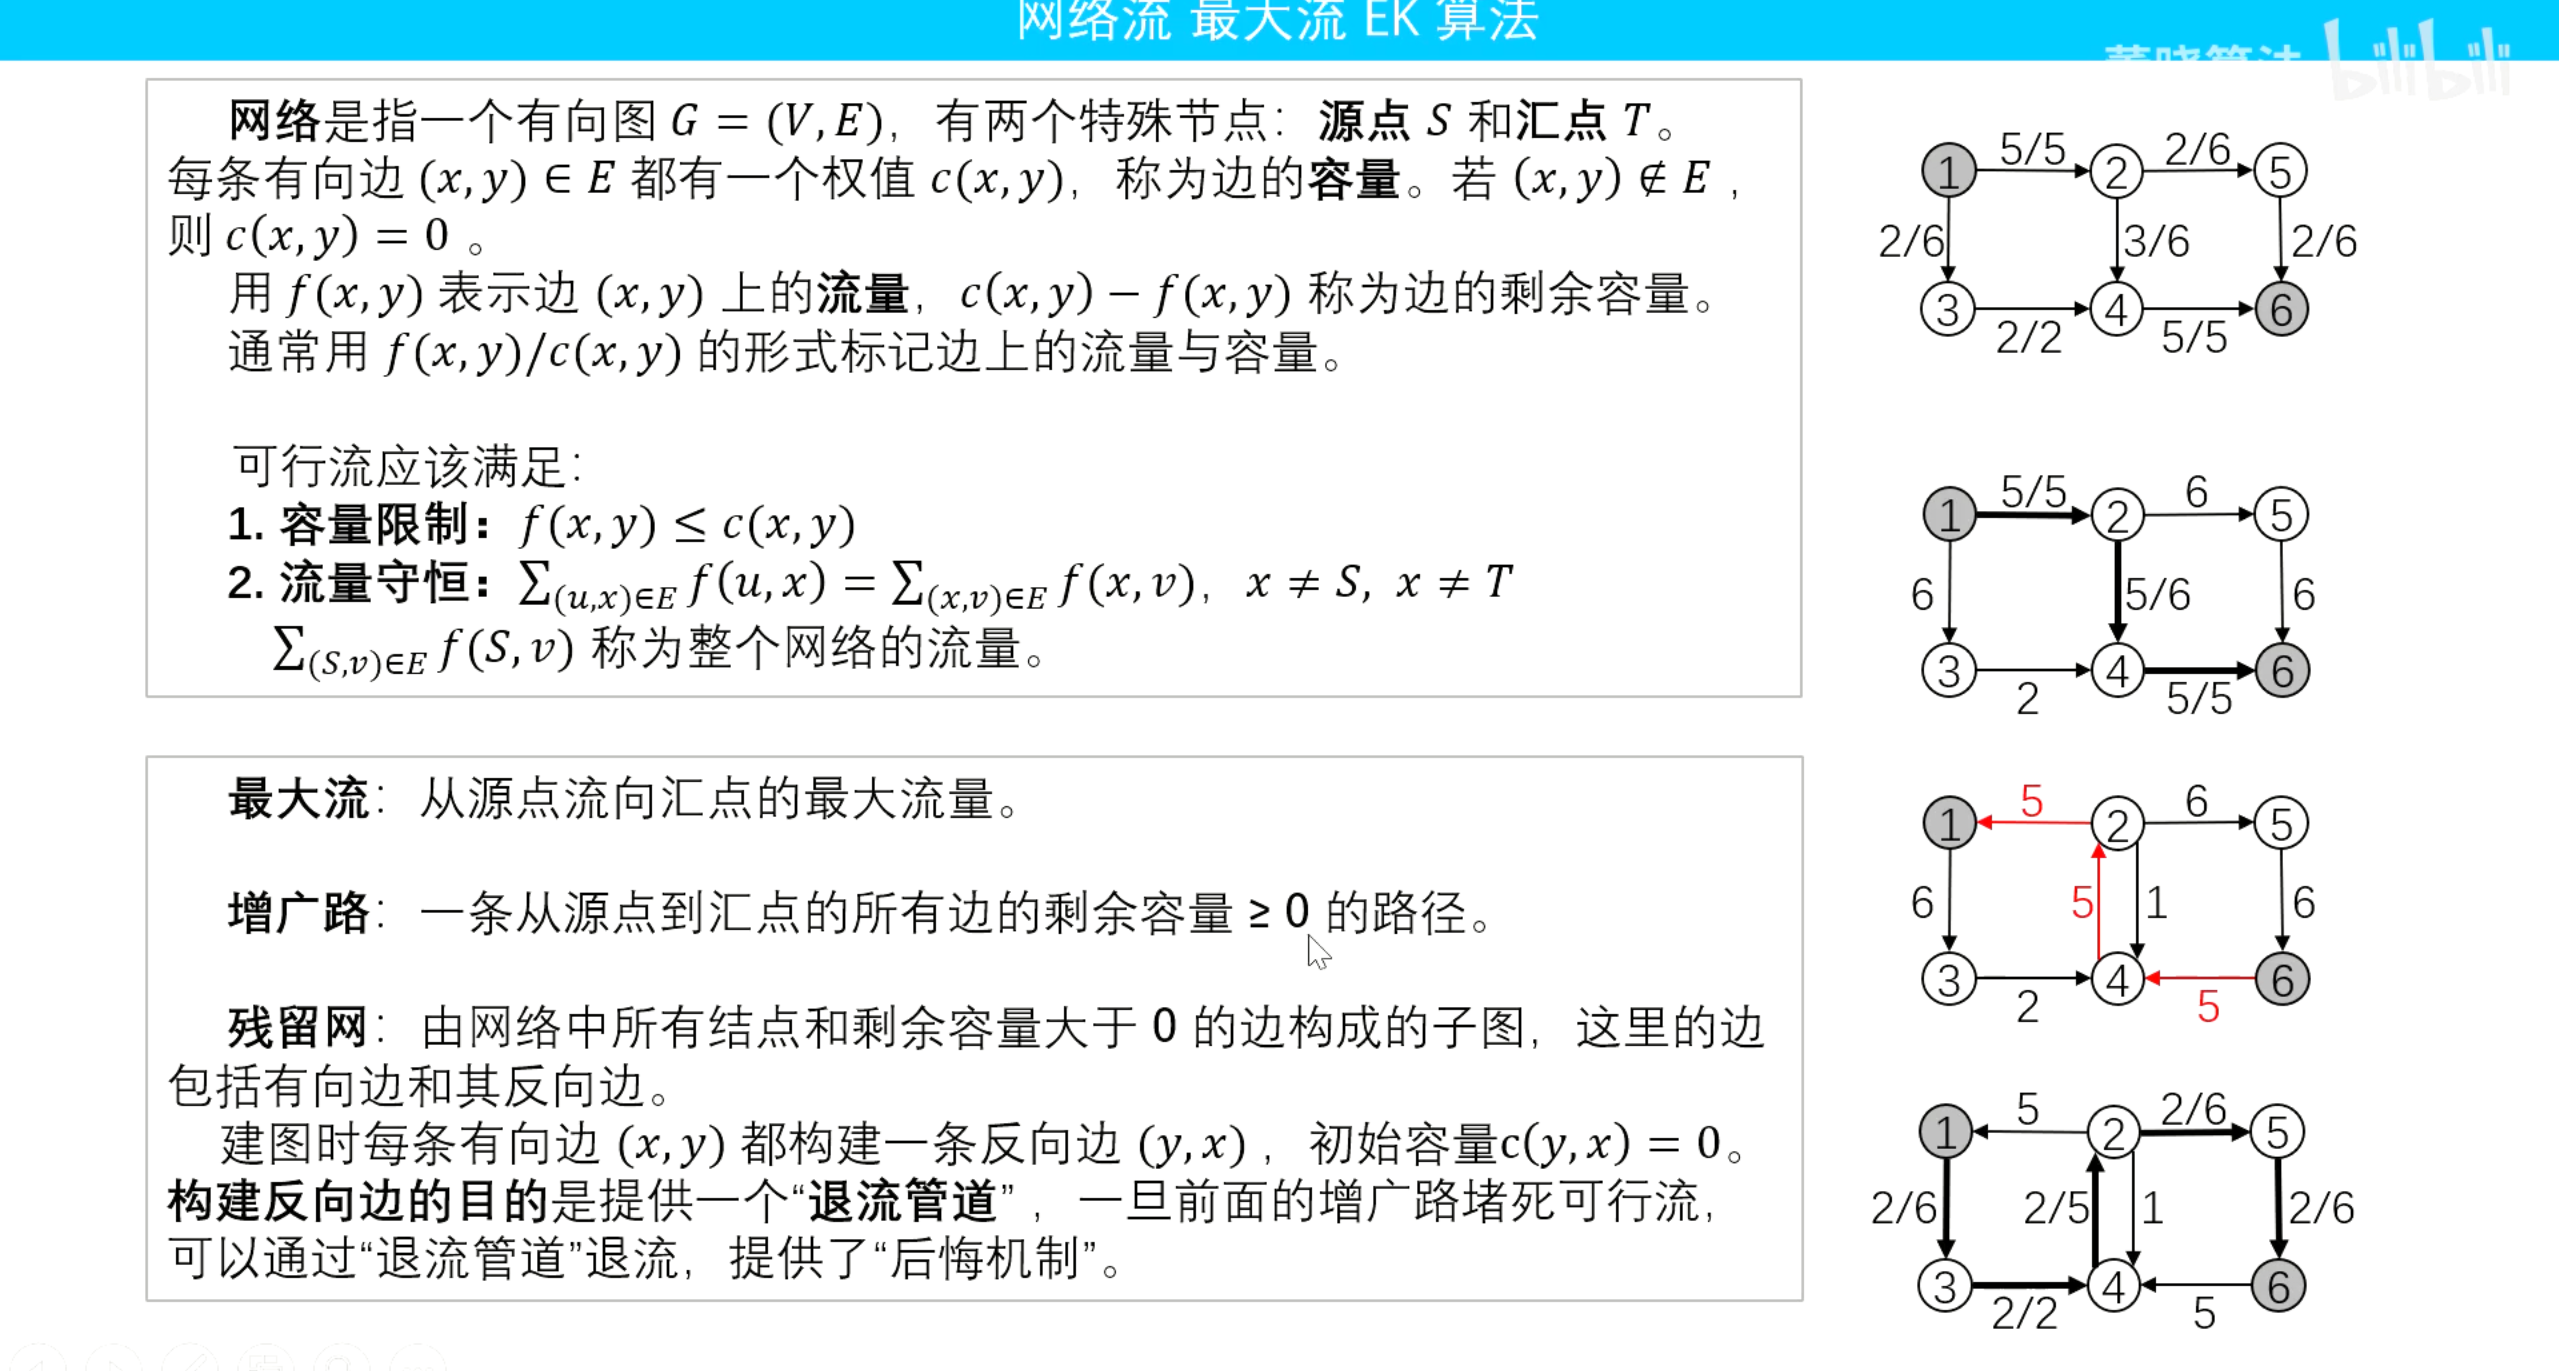 网络流 最大流 EK 算法
bilibili
网络是指一个有向图 G = (V, E)，有两个特殊节点：源点 S 和汇点 T。
每条有向边 (x, y) ∈ E 都有一个权值 c(x, y)，称为边的容量。若 (x, y) ∉ E ，
则 c(x, y) = 0 。
用 f(x, y) 表示边 (x, y) 上的流量，c(x, y) − f(x, y) 称为边的剩余容量。
通常用 f(x, y)/c(x, y) 的形式标记边上的流量与容量。
可行流应该满足：
1. 容量限制：f(x, y) ≤ c(x, y)
2. 流量守恒：∑(u,x)∈E f(u, x) = ∑(x,v)∈E f(x, v)，x ≠ S, x ≠ T
∑(S,v)∈E f(S, v) 称为整个网络的流量。
最大流：从源点流向汇点的最大流量。
增广路：一条从源点到汇点的所有边的剩余容量 ≥ 0 的路径。
残留网：由网络中所有结点和剩余容量大于 0 的边构成的子图，这里的边
包括有向边和其反向边。
建图时每条有向边 (x, y) 都构建一条反向边 (y, x) ，初始容量c(y, x) = 0。
构建反向边的目的是提供一个“退流管道” ，一旦前面的增广路堵死可行流，
可以通过“退流管道”退流，提供了“后悔机制”。
5/5 2/6
1 2 5
2/6 3/6 2/6
3 4 6
2/2 5/5
5/5 6
1 2 5
6 5/6 6
3 4 6
2 5/5
5 6
1 2 5
6 5 1 6
3 4 6
2 5
5 2/6
1 2 5
2/6 2/5 1 2/6
3 4 6
2/2 5